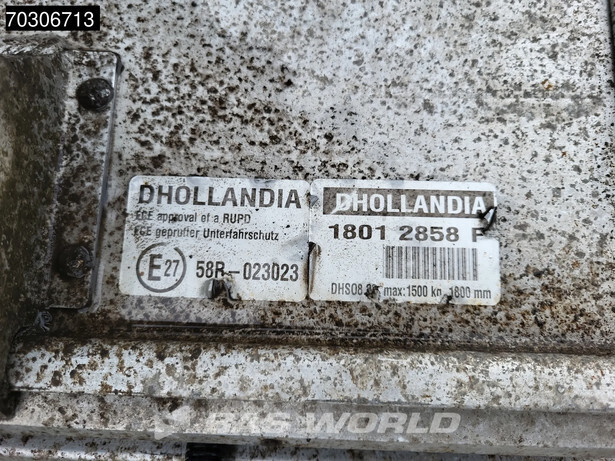 70306713
DHOLLANDIA
ECE approval of a RUPD
ECE geprüfter Unterfahrschutz
E27
58R-023023
DHOLLANDIA
1801 2858 F
max: 1500 kg 1800 mm
BAS WORLD